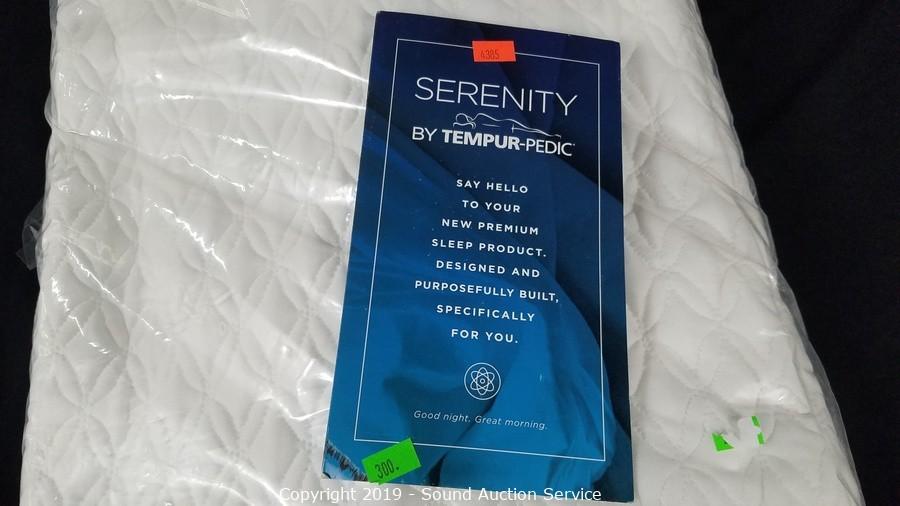 4385
SERENITY
BY TEMPUR-PEDIC
SAY HELLO
TO YOUR
NEW PREMIUM
SLEEP PRODUCT.
DESIGNED AND
PURPOSEFULLY BUILT,
SPECIFICALLY
FOR YOU.
Good night. Great morning.
300.
Copyright 2019 - Sound Auction Service